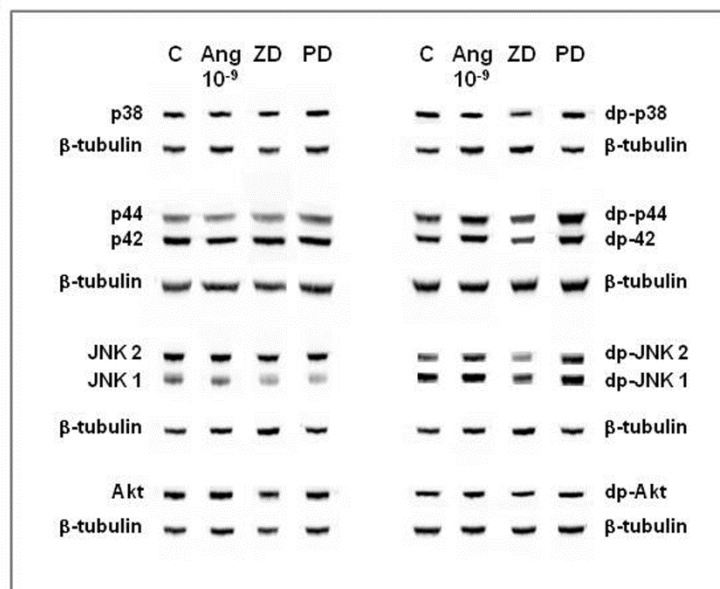 C Ang ZD PD C Ang ZD PD
10⁻⁹ 10⁻⁹
p38 dp-p38
β-tubulin β-tubulin
p44 dp-p44
p42 dp-42
β-tubulin β-tubulin
JNK 2 dp-JNK 2
JNK 1 dp-JNK 1
β-tubulin β-tubulin
Akt dp-Akt
β-tubulin β-tubulin